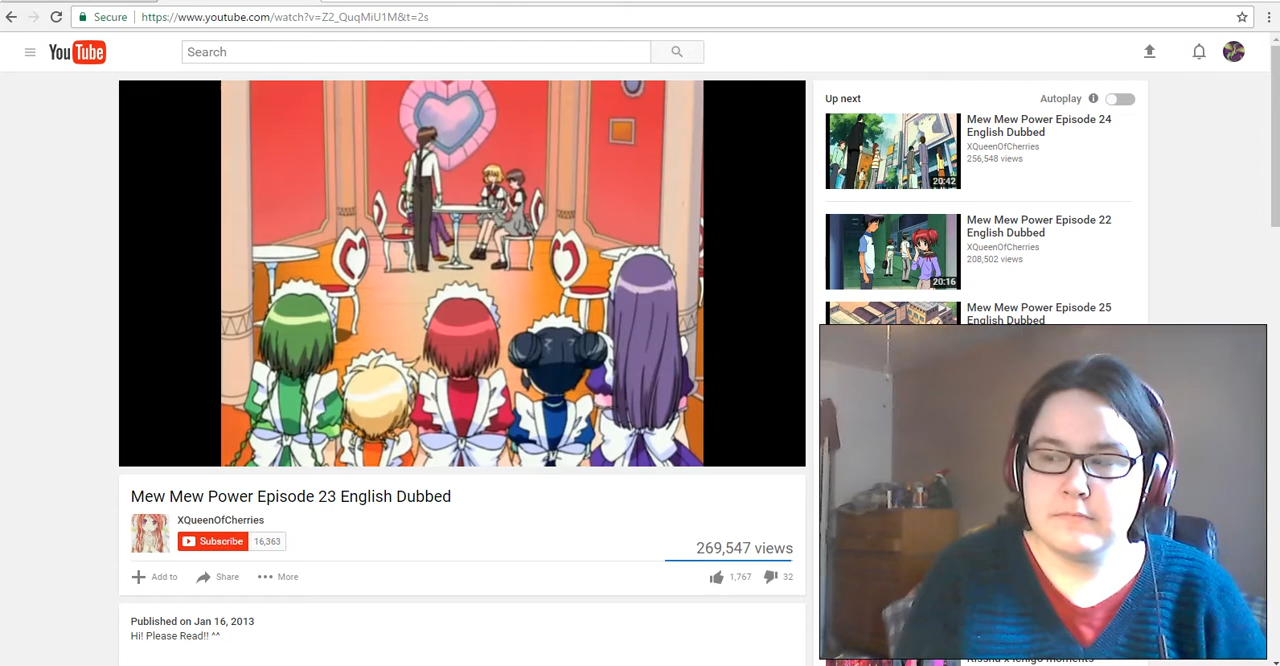 Secure
https://www.youtube.com/watch?v=Z2_QuqMiU1M&t=2s
YouTube
Search
Up next
Autoplay
Mew Mew Power Episode 24
English Dubbed
XQueenOfCherries
256,548 views
20:42
Mew Mew Power Episode 22
English Dubbed
XQueenOfCherries
208,502 views
20:16
Mew Mew Power Episode 25
English Dubbed
Mew Mew Power Episode 23 English Dubbed
XQueenOfCherries
Subscribe 16,363
269,547 views
Add to Share More
1,767 32
Published on Jan 16, 2013
Hi! Please Read!! ^^
Kisshu x Ichigo moments